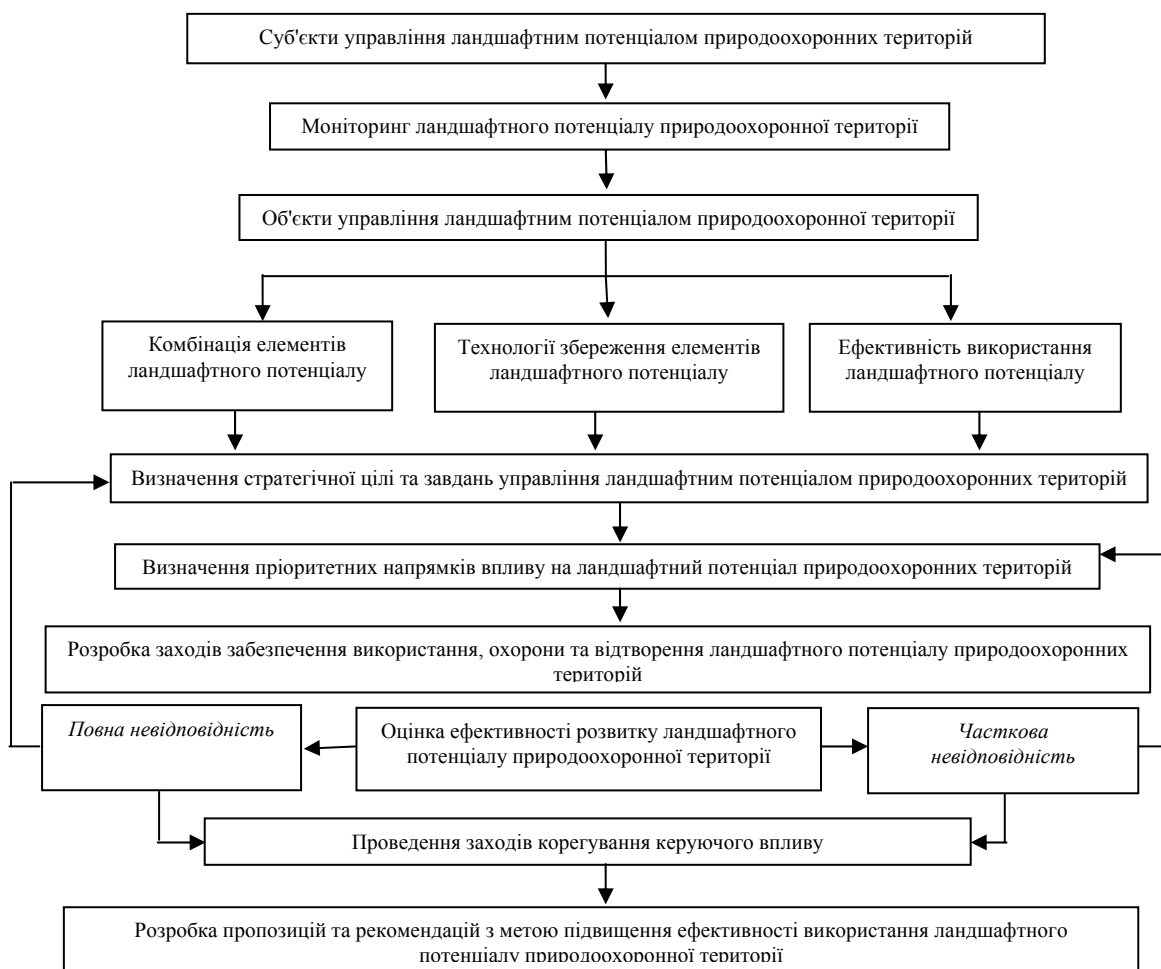 Суб'єкти управління ландшафтним потенціалом природоохоронних територій
Моніторинг ландшафтного потенціалу природоохоронної території
Об'єкти управління ландшафтним потенціалом природоохоронної території
Комбінація елементів
ландшафтного потенціалу
Технології збереження елементів
ландшафтного потенціалу
Ефективність використання
ландшафтного потенціалу
Визначення стратегічної цілі та завдань управління ландшафтним потенціалом природоохоронних територій
Визначення пріоритетних напрямків впливу на ландшафтний потенціал природоохоронних територій
Розробка заходів забезпечення використання, охорони та відтворення ландшафтного потенціалу природоохоронних
територій
Повна невідповідність
Оцінка ефективності розвитку ландшафтного
потенціалу природоохоронної території
Часткова
невідповідність
Проведення заходів корегування керуючого впливу
Розробка пропозицій та рекомендацій з метою підвищення ефективності використання ландшафтного
потенціалу природоохоронної території